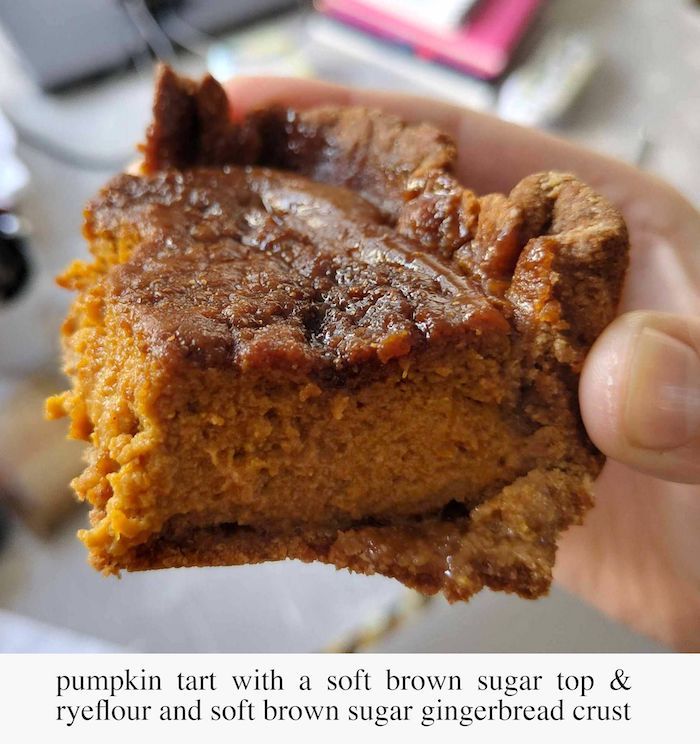 pumpkin tart with a soft brown sugar top &
ryeflour and soft brown sugar gingerbread crust